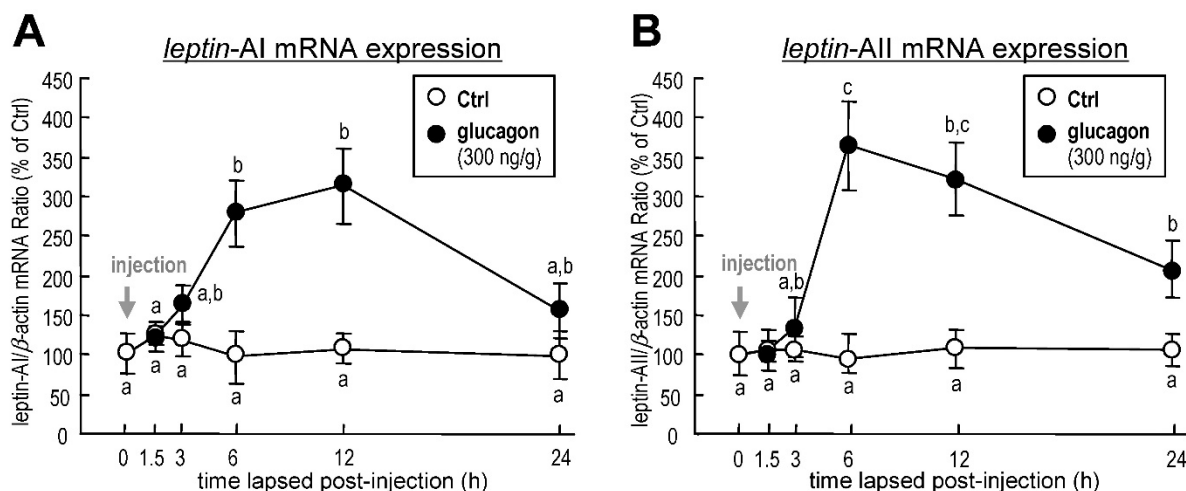 A
leptin-AI mRNA expression
leptin-AII/β-actin mRNA Ratio (% of Ctrl)
450
400
350
300
250
200
150
100
50
0
Ctrl
glucagon
(300 ng/g)
injection
b
b
a
a,b
a,b
a
a
a
a
a
a
0 1.5 3 6 12 24
time lapsed post-injection (h)
B
leptin-AII mRNA expression
leptin-AII/β-actin mRNA Ratio (% of Ctrl)
450
400
350
300
250
200
150
100
50
0
Ctrl
glucagon
(300 ng/g)
injection
c
b,c
b
a,b
a
a
a
a
a
a
0 1.5 3 6 12 24
time lapsed post-injection (h)